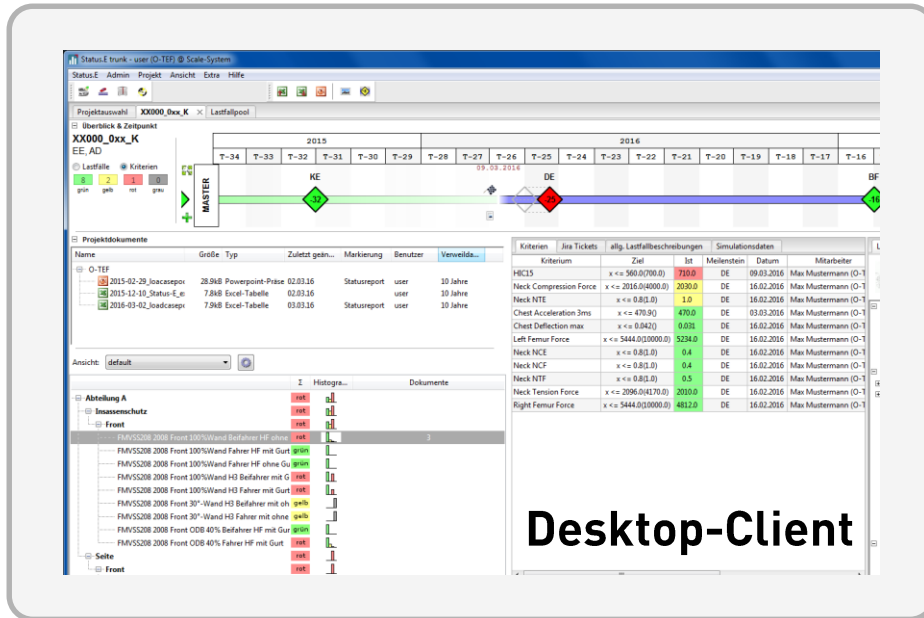 Status.E trunk - user (O-TEF) @ Scale-System
Status.E Admin Projekt Ansicht Extra Hilfe
Projektauswahl XX000_0xx_K Lastfallpool
Überblick & Zeitpunkt
XX000_0xx_K
EE, AD
Lastfälle Kriterien
8 2 1 0
grün gelb rot grau
MASTER
2015 2016
T-34 T-33 T-32 T-31 T-30 T-29 T-28 T-27 T-26 T-25 T-24 T-23 T-22 T-21 T-20 T-19 T-18 T-17 T-16
09.03.2016
KE DE BF
-32 -25 -16
Projektdokumente
Name Größe Typ Zuletzt geän... Markierung Benutzer Verweilda...
O-TEF
2015-02-29_loacasepo 28.9kB Powerpoint-Präse 02.03.16 Statusreport user 10 Jahre
2015-12-10_Status-E_e 7.8kB Excel-Tabelle 02.03.16 user 10 Jahre
2016-03-02_loadcasep 7.9kB Excel-Tabelle 03.03.16 Statusreport user 10 Jahre
Ansicht: default
Σ Histogra... Dokumente
Abteilung A rot
Insassenschutz rot
Front rot
FMVSS208 2008 Front 100%Wand Beifahrer HF ohne rot 3
FMVSS208 2008 Front 100%Wand Fahrer HF mit Gurt grün
FMVSS208 2008 Front 100%Wand Fahrer HF ohne Gu grün
FMVSS208 2008 Front 100%Wand H3 Beifahrer mit G rot
FMVSS208 2008 Front 100%Wand H3 Fahrer mit Gurt rot
FMVSS208 2008 Front 30°-Wand H3 Beifahrer mit oh gelb
FMVSS208 2008 Front 30°-Wand H3 Fahrer mit ohne gelb
FMVSS208 2008 Front ODB 40% Beifahrer HF mit Gur grün
FMVSS208 2008 Front ODB 40% Fahrer HF mit Gurt rot
Seite rot
Front rot
Kriterien Jira Tickets allg. Lastfallbeschreibungen Simulationsdaten
Kriterium Ziel Ist Meilenstein Datum Mitarbeiter
HIC15 x <= 560.0(700.0) 710.0 DE 09.03.2016 Max Mustermann (O-T
Neck Compression Force x <= 2016.0(4000.0) 2030.0 DE 16.02.2016 Max Mustermann (O-T
Neck NTE x <= 0.8(1.0) 1.0 DE 16.02.2016 Max Mustermann (O-T
Chest Acceleration 3ms x <= 470.9() 470.0 DE 03.03.2016 Max Mustermann (O-T
Chest Deflection max x <= 0.042() 0.031 DE 16.02.2016 Max Mustermann (O-T
Left Femur Force x <= 5444.0(10000.0) 5234.0 DE 16.02.2016 Max Mustermann (O-T
Neck NCE x <= 0.8(1.0) 0.4 DE 16.02.2016 Max Mustermann (O-T
Neck NCF x <= 0.8(1.0) 0.4 DE 16.02.2016 Max Mustermann (O-T
Neck NTF x <= 0.8(1.0) 0.5 DE 16.02.2016 Max Mustermann (O-T
Neck Tension Force x <= 2096.0(4170.0) 2010.0 DE 16.02.2016 Max Mustermann (O-T
Right Femur Force x <= 5444.0(10000.0) 4812.0 DE 16.02.2016 Max Mustermann (O-T
Desktop-Client